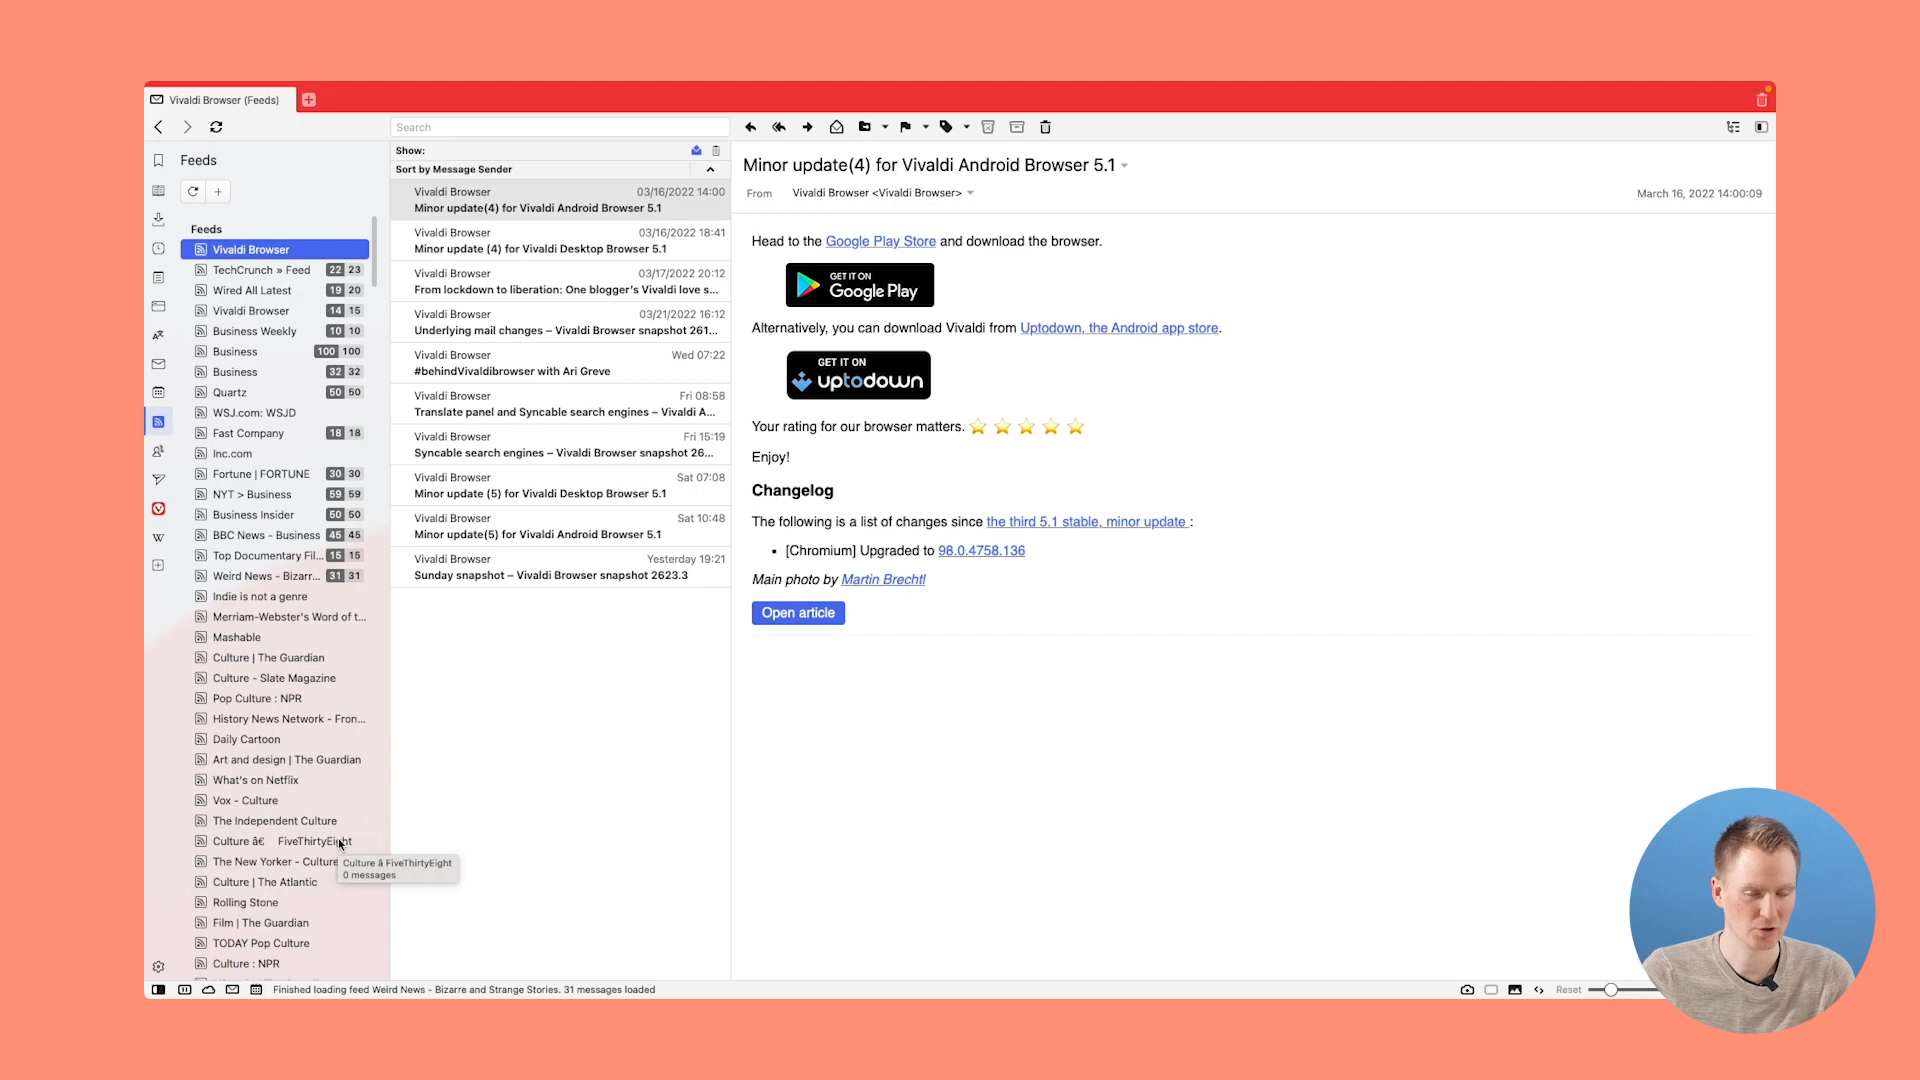 Vivaldi Browser (Feeds)
Search
Feeds
Feeds
Vivaldi Browser
TechCrunch » Feed 22 23
Wired All Latest 19 20
Vivaldi Browser 14 15
Business Weekly 10 10
Business 100 100
Business 32 32
Quartz 50 50
WSJ.com: WSJD
Fast Company 18 18
Inc.com
Fortune | FORTUNE 30 30
NYT > Business 59 59
Business Insider 50 50
BBC News - Business 45 45
Top Documentary Fil... 15 15
Weird News - Bizarr... 31 31
Indie is not a genre
Merriam-Webster's Word of t...
Mashable
Culture | The Guardian
Culture - Slate Magazine
Pop Culture : NPR
History News Network - Fron...
Daily Cartoon
Art and design | The Guardian
What's on Netflix
Vox - Culture
The Independent Culture
Culture â€ FiveThirtyEight
The New Yorker - Culture
Culture | The Atlantic
Rolling Stone
Film | The Guardian
TODAY Pop Culture
Culture : NPR
Culture â FiveThirtyEight
0 messages
Show:
Sort by Message Sender
Vivaldi Browser 03/16/2022 14:00
Minor update(4) for Vivaldi Android Browser 5.1
Vivaldi Browser 03/16/2022 18:41
Minor update (4) for Vivaldi Desktop Browser 5.1
Vivaldi Browser 03/17/2022 20:12
From lockdown to liberation: One blogger's Vivaldi love s...
Vivaldi Browser 03/21/2022 16:12
Underlying mail changes – Vivaldi Browser snapshot 261...
Vivaldi Browser Wed 07:22
#behindVivaldibrowser with Ari Greve
Vivaldi Browser Fri 08:58
Translate panel and Syncable search engines – Vivaldi A...
Vivaldi Browser Fri 15:19
Syncable search engines – Vivaldi Browser snapshot 26...
Vivaldi Browser Sat 07:08
Minor update (5) for Vivaldi Desktop Browser 5.1
Vivaldi Browser Sat 10:48
Minor update(5) for Vivaldi Android Browser 5.1
Vivaldi Browser Yesterday 19:21
Sunday snapshot – Vivaldi Browser snapshot 2623.3
Minor update(4) for Vivaldi Android Browser 5.1
From Vivaldi Browser <Vivaldi Browser> March 16, 2022 14:00:09
Head to the Google Play Store and download the browser.
GET IT ON
Google Play
Alternatively, you can download Vivaldi from Uptodown, the Android app store.
GET IT ON
uptodown
Your rating for our browser matters.
Enjoy!
Changelog
The following is a list of changes since the third 5.1 stable, minor update :
• [Chromium] Upgraded to 98.0.4758.136
Main photo by Martin Brechtl
Open article
Finished loading feed Weird News - Bizarre and Strange Stories. 31 messages loaded
Reset